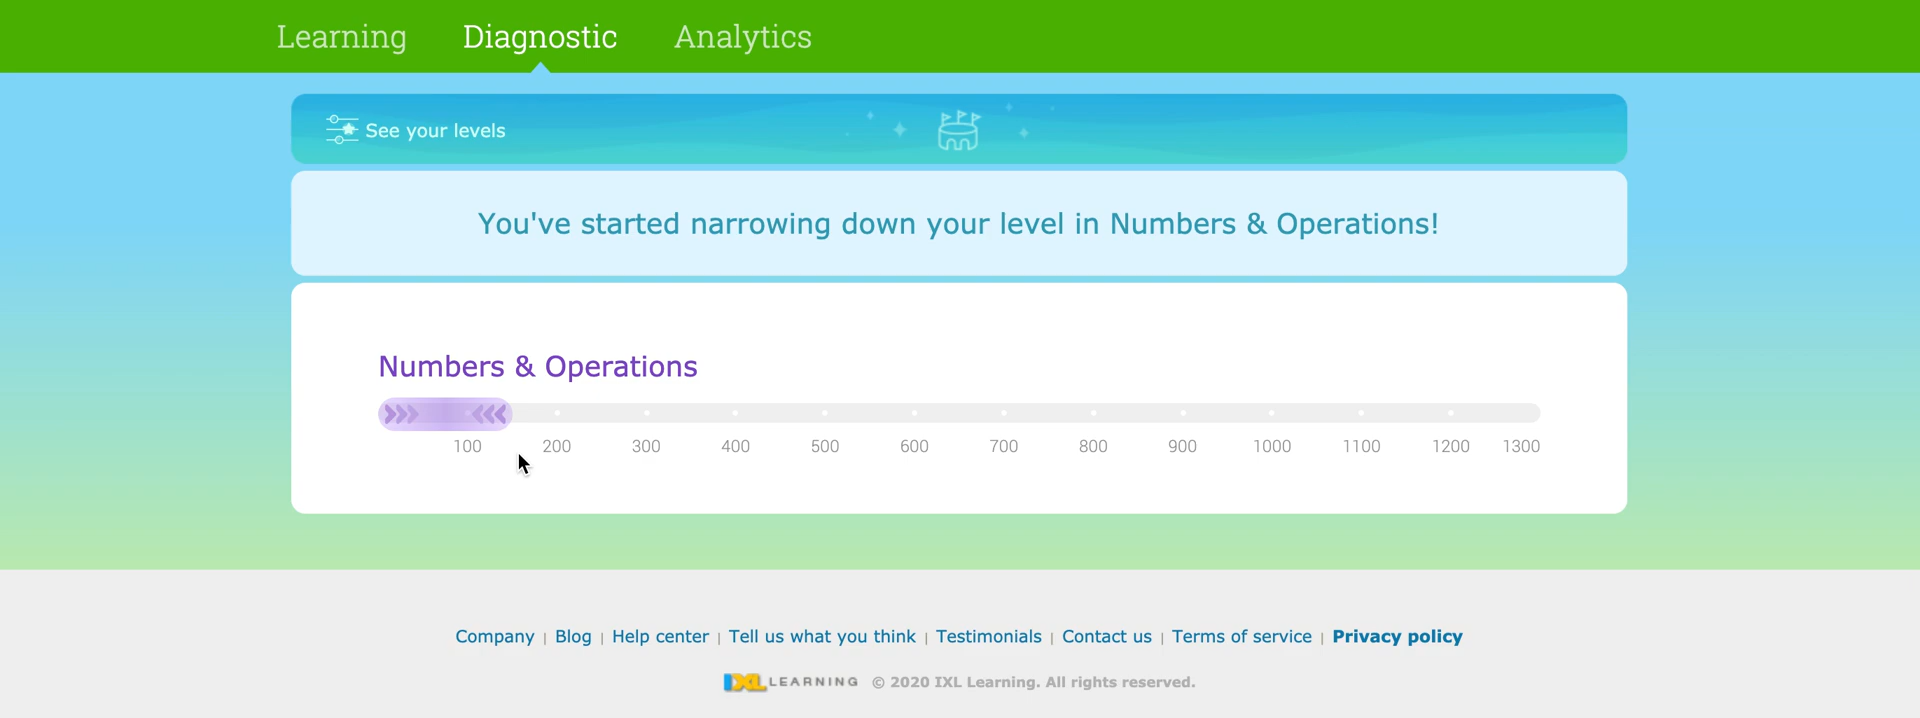 Learning Diagnostic Analytics
See your levels
You've started narrowing down your level in Numbers & Operations!
Numbers & Operations
100 200 300 400 500 600 700 800 900 1000 1100 1200 1300
Company | Blog | Help center | Tell us what you think | Testimonials | Contact us | Terms of service | Privacy policy
IXL LEARNING © 2020 IXL Learning. All rights reserved.